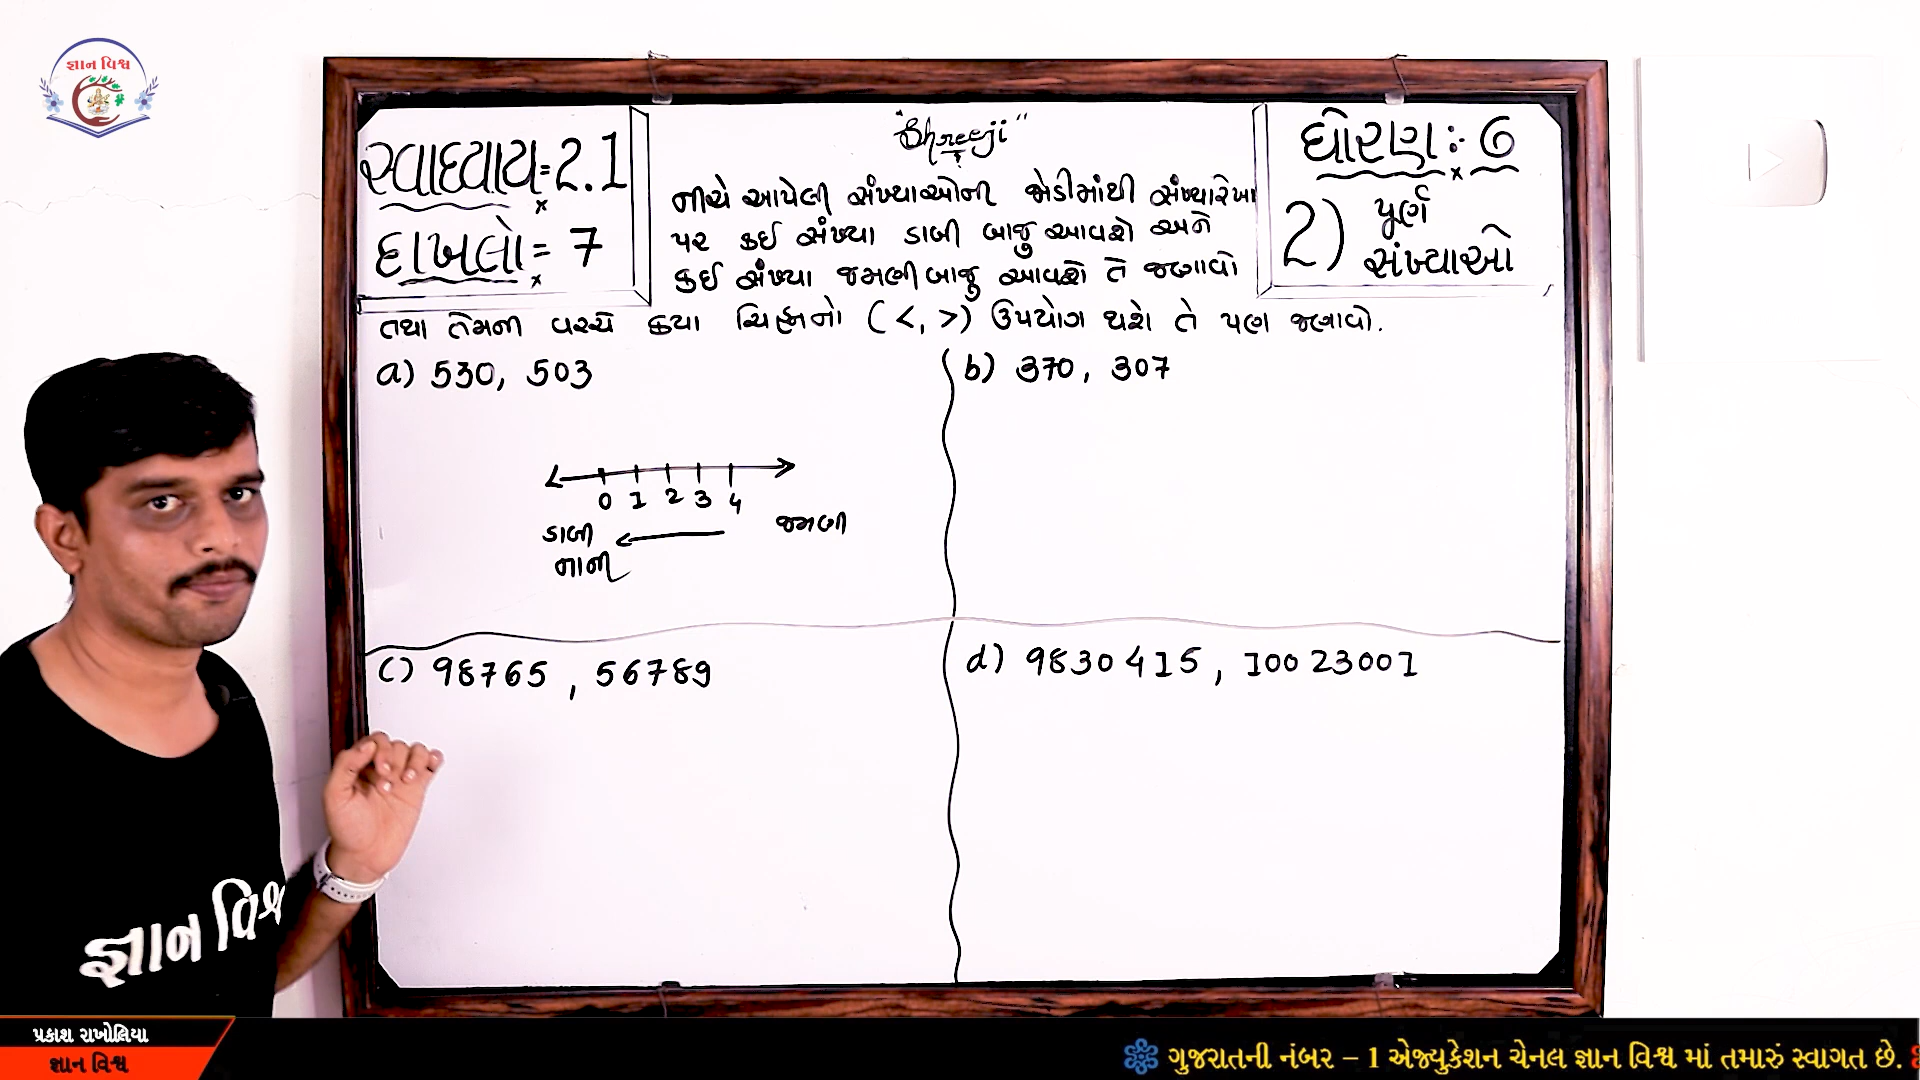 જ્ઞાન વિશ્વ
"Shreeji"
સ્વાધ્યાય = 2.1
દાખલો = 7
ધોરણ :- ૬
2) પૂર્ણ
સંખ્યાઓ
નીચે આપેલી સંખ્યાઓની જોડીમાંથી સંખ્યારેખા
પર કઈ સંખ્યા ડાબી બાજુ આવશે અને
કઈ સંખ્યા જમણી બાજુ આવશે તે જણાવો
તથા તેમની વચ્ચે કયા ચિહ્નનો (<, >) ઉપયોગ થશે તે પણ જણાવો.
a) 530, 503
b) 370, 307
0 1 2 3 4
ડાબી
જમણી
નાની
c) 98765, 56789
d) 9830415, 10023001
જ્ઞાન વિશ્વ
પ્રકાશ રાખોલિયા
જ્ઞાન વિશ્વ
ગુજરાતની નંબર – 1 એજ્યુકેશન ચેનલ જ્ઞાન વિશ્વ માં તમારું સ્વાગત છે.